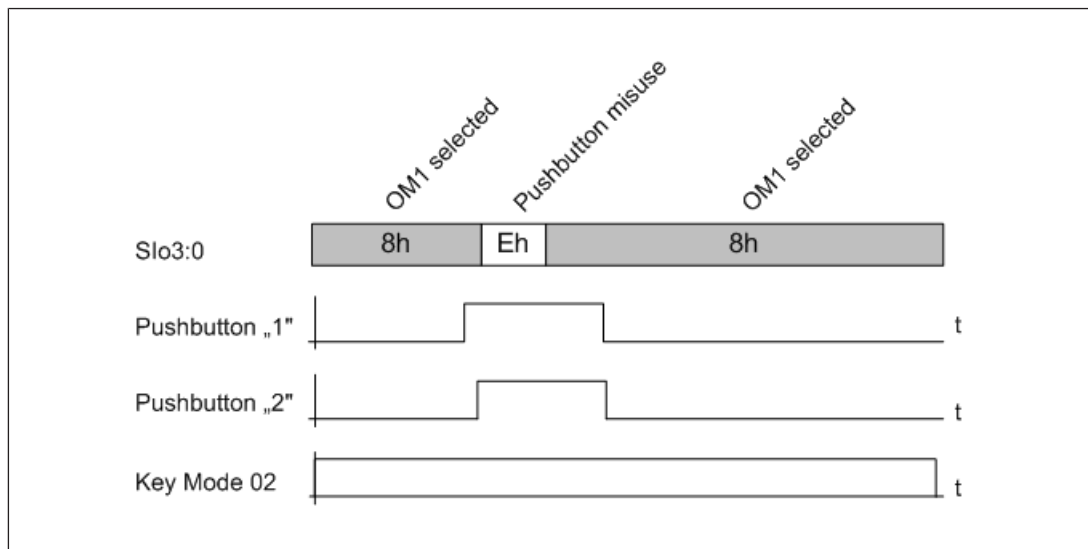 OM1 selected
Pushbutton misuse
OM1 selected
SIo3:0
8h
Eh
8h
Pushbutton „1"
t
Pushbutton „2"
t
Key Mode 02
t